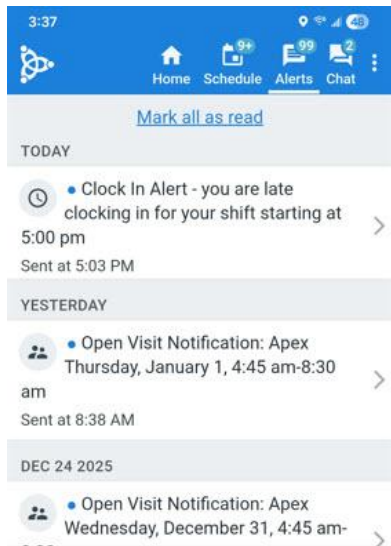 3:37
48
9+
99
2
Home Schedule Alerts Chat
Mark all as read
TODAY
• Clock In Alert - you are late
clocking in for your shift starting at
5:00 pm
Sent at 5:03 PM
YESTERDAY
• Open Visit Notification: Apex
Thursday, January 1, 4:45 am-8:30
am
Sent at 8:38 AM
DEC 24 2025
• Open Visit Notification: Apex
Wednesday, December 31, 4:45 am-